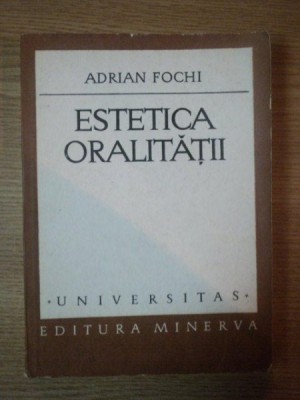 ADRIAN FOCHI
ESTETICA
ORALITĂȚII
• UNIVERSITAS •
EDITURA MINERVA